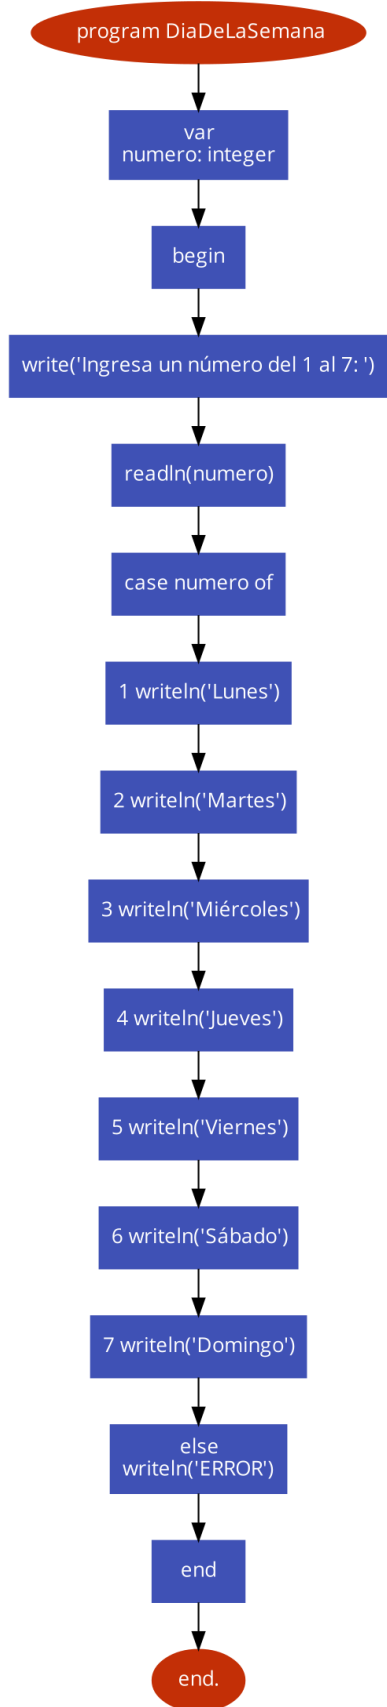 program DiaDeLaSemana
var
numero: integer
begin
write('Ingresa un número del 1 al 7: ')
readln(numero)
case numero of
1 writeln('Lunes')
2 writeln('Martes')
3 writeln('Miércoles')
4 writeln('Jueves')
5 writeln('Viernes')
6 writeln('Sábado')
7 writeln('Domingo')
else
writeln('ERROR')
end
end.